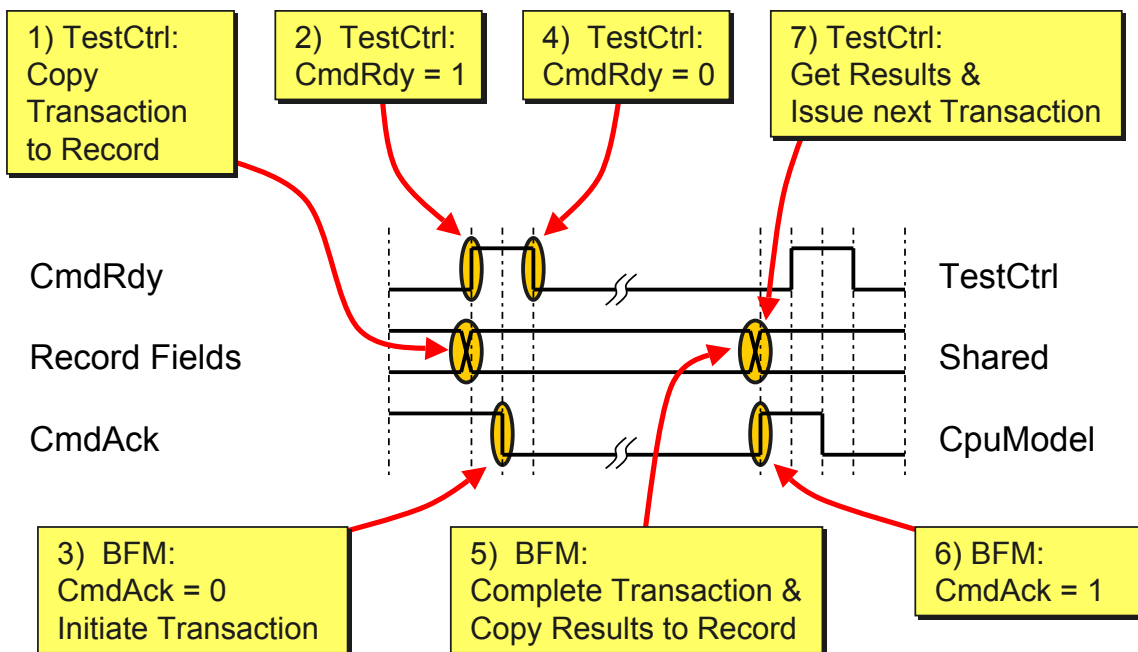 1) TestCtrl:
Copy
Transaction
to Record
2)  TestCtrl:
CmdRdy = 1
4)  TestCtrl:
CmdRdy = 0
7) TestCtrl:
Get Results &
Issue next Transaction
CmdRdy
TestCtrl
Record Fields
Shared
CmdAck
CpuModel
3)  BFM:
CmdAck = 0
Initiate Transaction
5)  BFM:
Complete Transaction &
Copy Results to Record
6) BFM:
CmdAck = 1